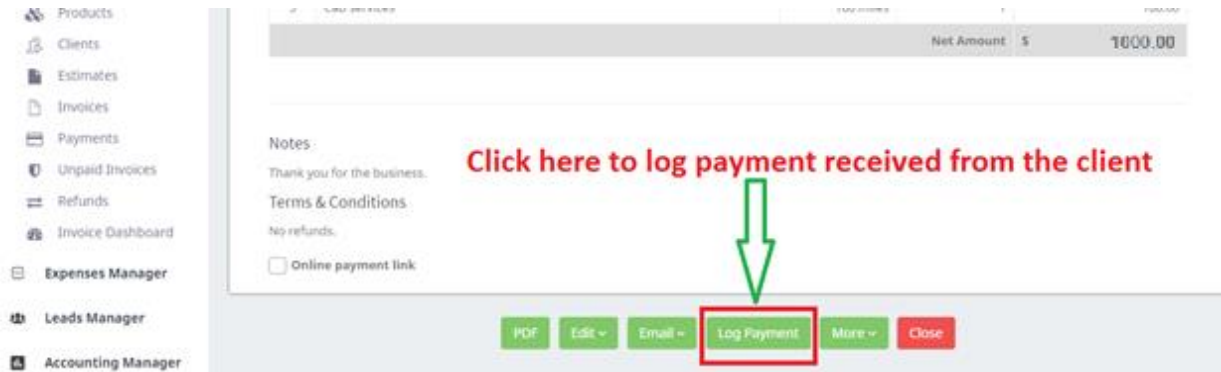 Products
Clients
Estimates
Invoices
Payments
Unpaid Invoices
Refunds
Invoice Dashboard
Expenses Manager
Leads Manager
Accounting Manager
Net Amount $ 1000.00
Notes
Thank you for the business.
Terms & Conditions
No refunds.
Online payment link
Click here to log payment received from the client
PDF Edit Email Log Payment More Close